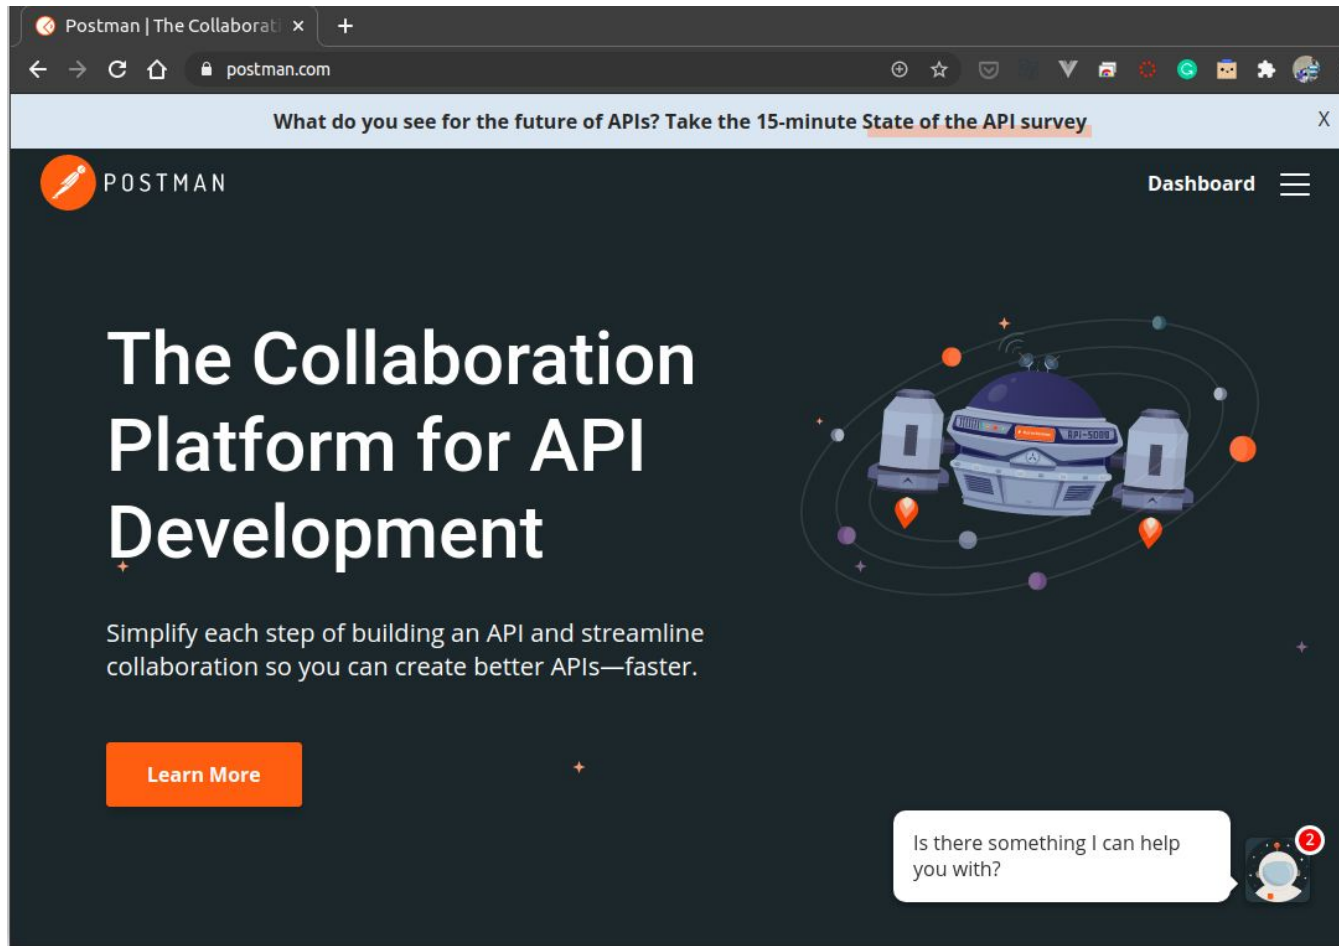 Postman | The Collaborati
postman.com
What do you see for the future of APIs? Take the 15-minute State of the API survey
X
POSTMAN
Dashboard
The Collaboration
Platform for API
Development
API-5000
Simplify each step of building an API and streamline
collaboration so you can create better APIs—faster.
Learn More
Is there something I can help
you with?
2